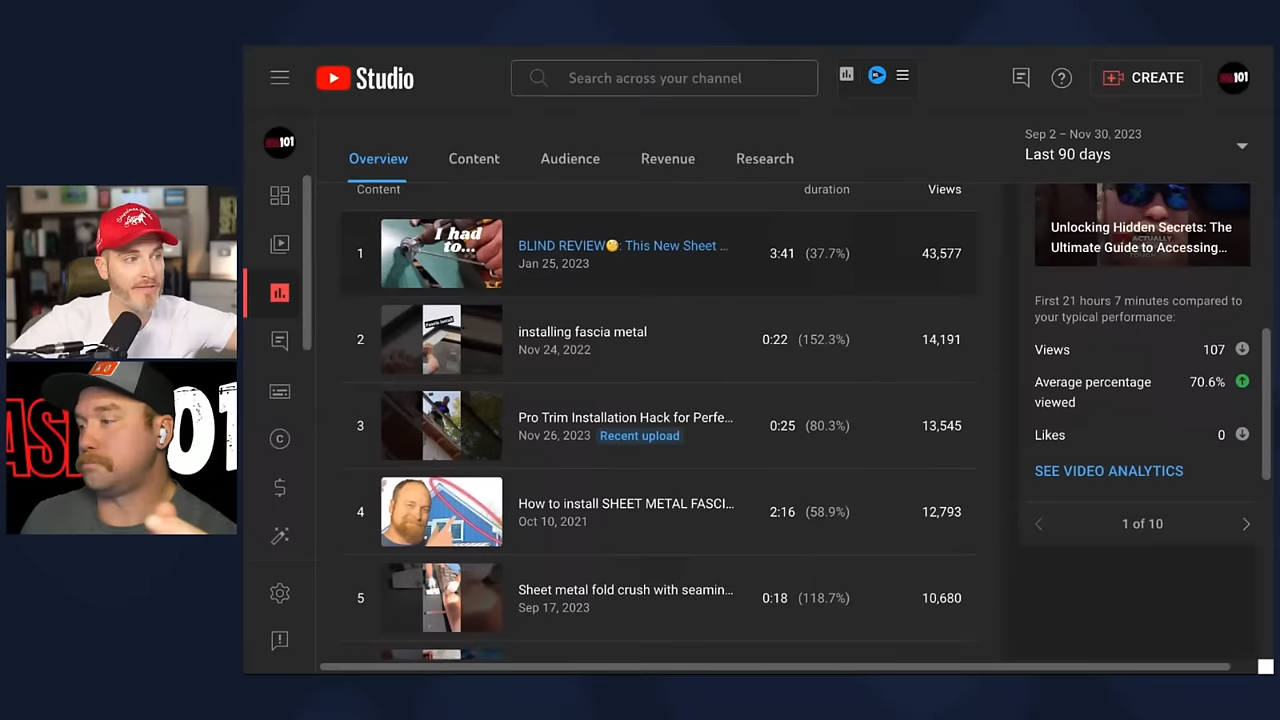 Studio
Search across your channel
CREATE
101
101
Overview
Content
Audience
Revenue
Research
Sep 2 – Nov 30, 2023
Last 90 days
Content
duration
Views
1
I had
to...
BLIND REVIEW🧐: This New Sheet ...
Jan 25, 2023
3:41 (37.7%)
43,577
2
installing fascia metal
Nov 24, 2022
0:22 (152.3%)
14,191
3
Pro Trim Installation Hack for Perfe...
Nov 26, 2023 Recent upload
0:25 (80.3%)
13,545
4
How to install SHEET METAL FASCI...
Oct 10, 2021
2:16 (58.9%)
12,793
5
Sheet metal fold crush with seamin...
Sep 17, 2023
0:18 (118.7%)
10,680
Unlocking Hidden Secrets: The
Ultimate Guide to Accessing...
ACTUALLY
First 21 hours 7 minutes compared to
your typical performance:
Views 107
Average percentage
viewed
70.6%
Likes 0
SEE VIDEO ANALYTICS
1 of 10